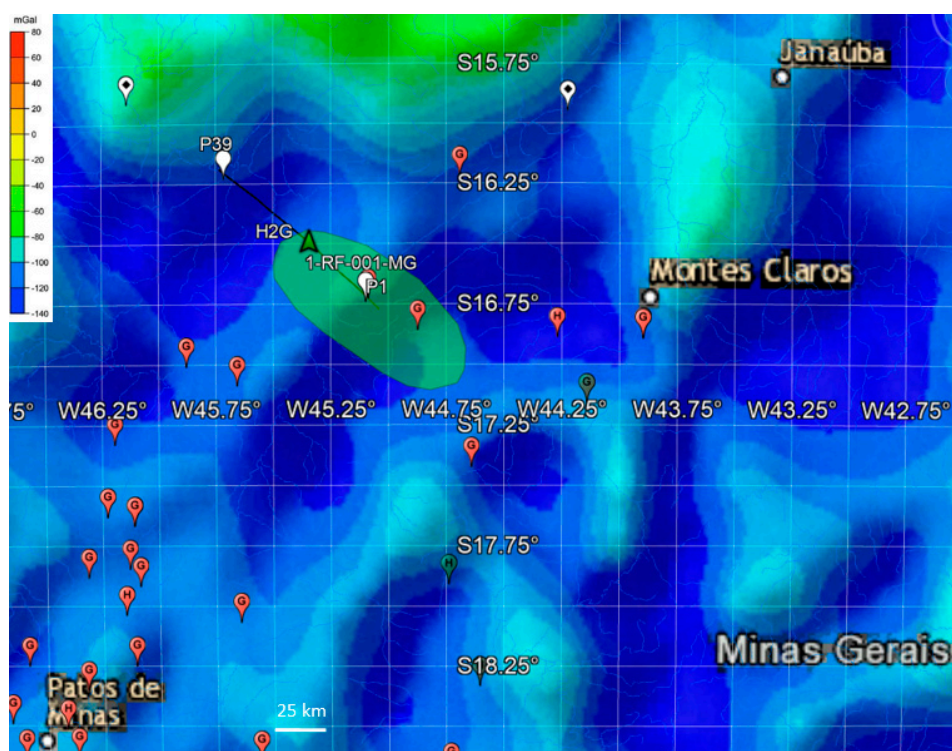 mGal
80
60
40
20
0
-20
-40
-60
-80
-100
-120
-140
S15.75°
Janaúba
P39
G
S16.25°
H2G
1-RF-001-MG
P1
Montes Claros
S16.75°
G
H
G
G
G
G
75°
W46.25°
W45.75°
W45.25°
W44.75°
W44.25°
W43.75°
W43.25°
W42.75°
G
S17.25°
G
G
G
S17.75°
G
G
G
H
H
G
G
G
S18.25°
Minas Gerais
G
Patos de
Minas
G
H
25 km
G
G
G
G